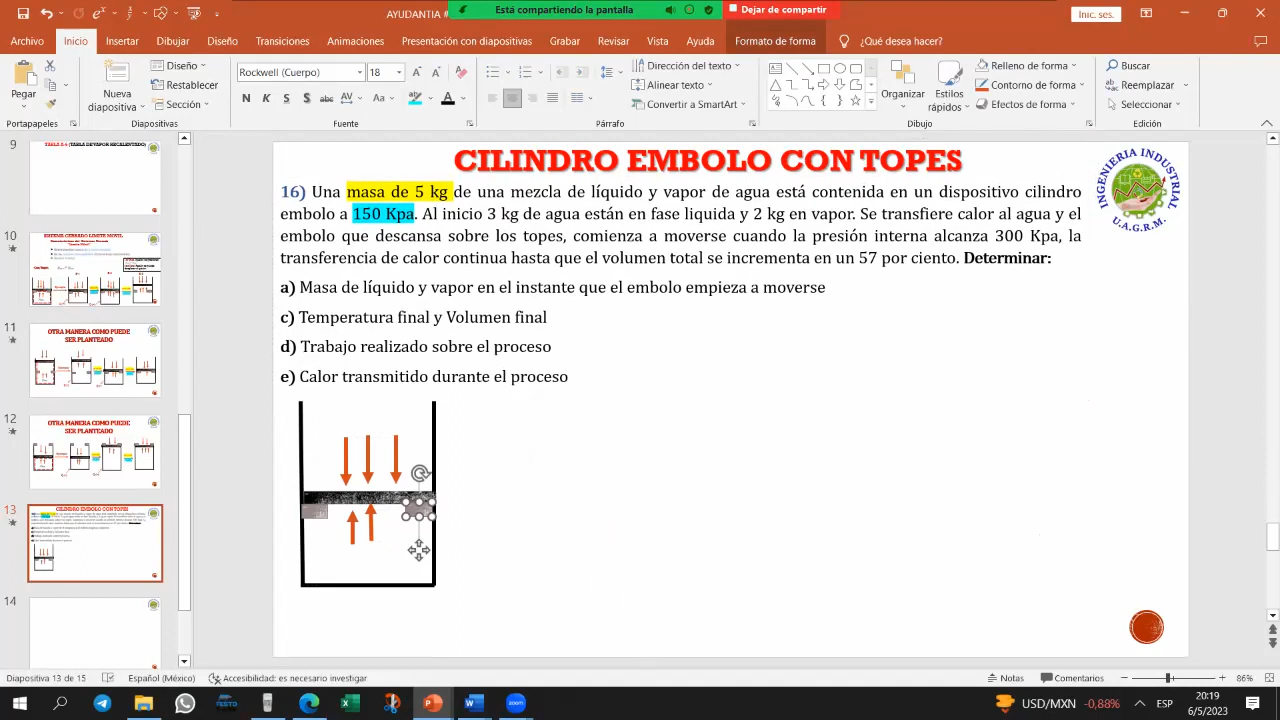 AYUDANTIA #
Está compartiendo la pantalla
Dejar de compartir
Inic. ses.
Archivo Inicio Insertar Dibujar Diseño Transiciones Animaciones Presentación con diapositivas Grabar Revisar Vista Ayuda Formato de forma ¿Qué desea hacer?
Pegar
Nueva diapositiva
Diseño
Restablecer
Sección
Rockwell (Cuerpo) 18
N K S S abc AV Aa A
Dirección del texto
Alinear texto
Convertir a SmartArt
Organizar
Estilos rápidos
Relleno de forma
Contorno de forma
Efectos de forma
Buscar
Reemplazar
Seleccionar
Portapapeles Diapositivas Fuente Párrafo Dibujo Edición
9
TABLA A-6 (TABLA DE VAPOR RECALENTADO)
10
11
OTRA MANERA COMO PUEDE
SER PLANTEADO
12
OTRA MANERA COMO PUEDE
SER PLANTEADO
13
CILINDRO EMBOLO CON TOPES
14
CILINDRO EMBOLO CON TOPES
INGENIERIA INDUSTRIAL
U.A.G.R.M.
16) Una masa de 5 kg de una mezcla de líquido y vapor de agua está contenida en un dispositivo cilindro
embolo a 150 Kpa. Al inicio 3 kg de agua están en fase liquida y 2 kg en vapor. Se transfiere calor al agua y el
embolo que descansa sobre los topes, comienza a moverse cuando la presión interna alcanza 300 Kpa, la
transferencia de calor continua hasta que el volumen total se incrementa en un 57 por ciento. Determinar:
a) Masa de líquido y vapor en el instante que el embolo empieza a moverse
c) Temperatura final y Volumen final
d) Trabajo realizado sobre el proceso
e) Calor transmitido durante el proceso
Diapositiva 13 de 15 Español (México) Accesibilidad: es necesario investigar Notas Comentarios 86%
FESTO
zoom
USD/MXN -0,88% ESP
20:19
6/5/2023